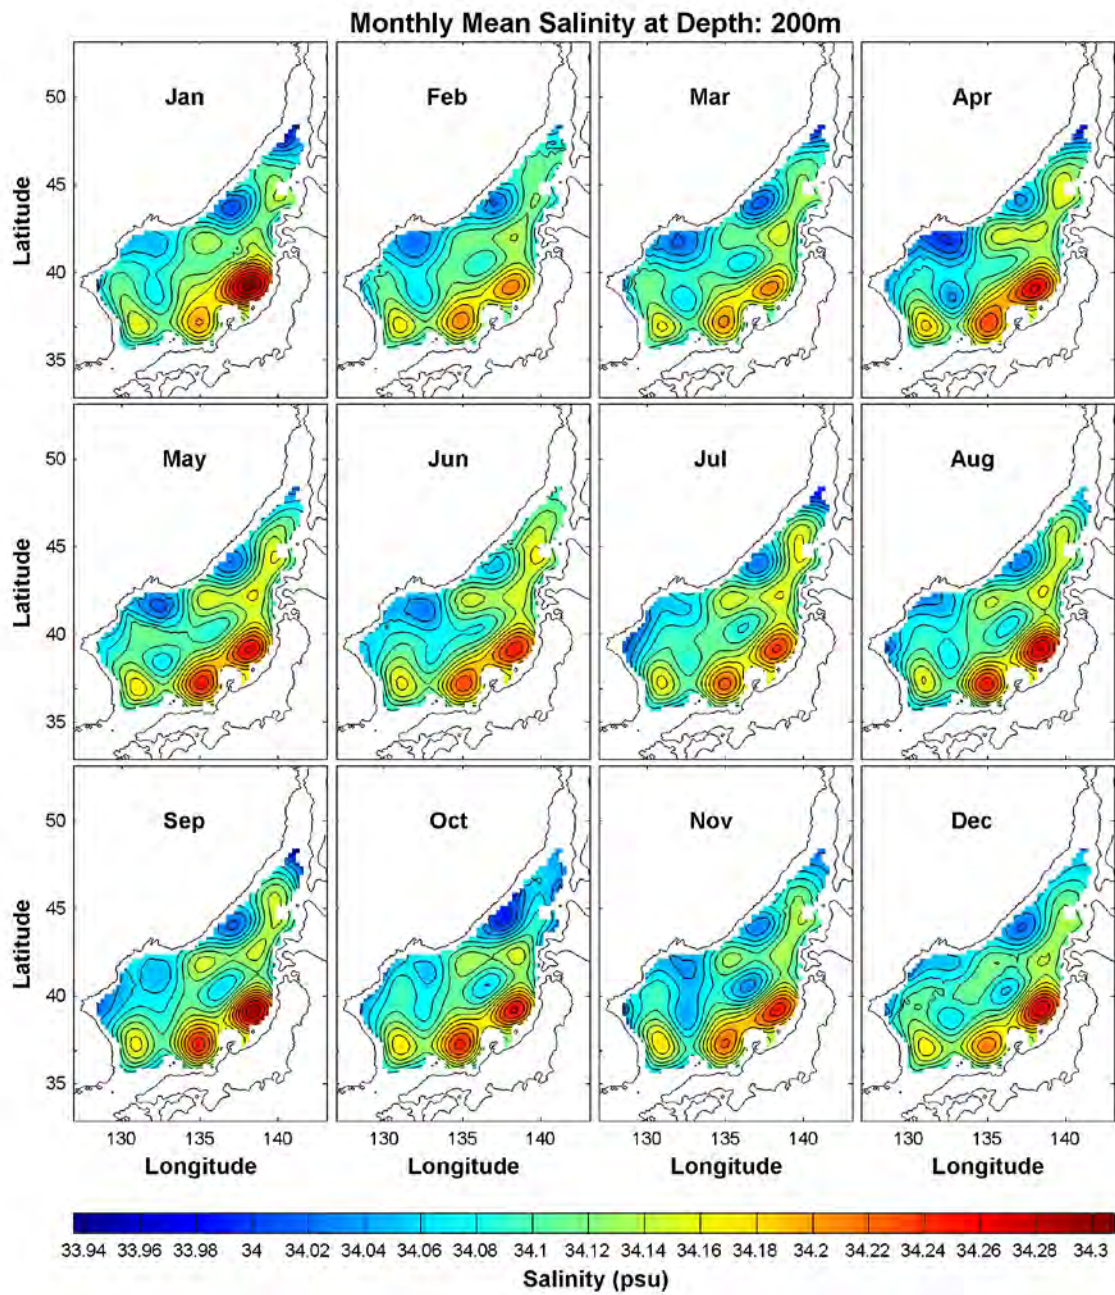 Monthly Mean Salinity at Depth: 200m
Jan Feb Mar Apr
50
45
40
35
Latitude
May Jun Jul Aug
50
45
40
35
Latitude
Sep Oct Nov Dec
50
45
40
35
Latitude
130 135 140 130 135 140 130 135 140 130 135 140
Longitude Longitude Longitude Longitude
33.94 33.96 33.98 34 34.02 34.04 34.06 34.08 34.1 34.12 34.14 34.16 34.18 34.2 34.22 34.24 34.26 34.28 34.3
Salinity (psu)